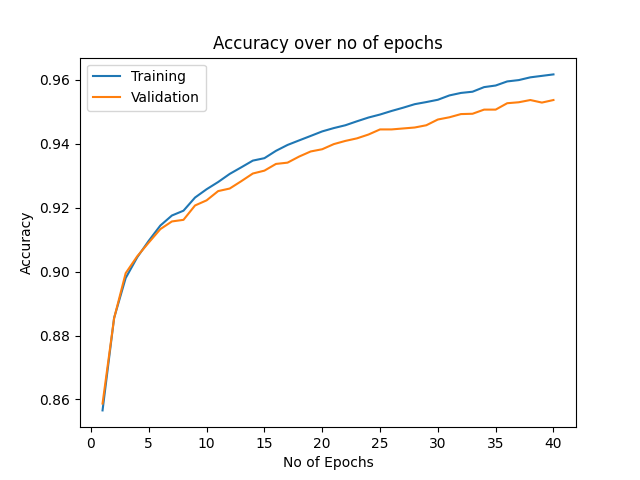 Accuracy over no of epochs
Training
Validation
0.96
0.94
0.92
0.90
0.88
0.86
Accuracy
0 5 10 15 20 25 30 35 40
No of Epochs